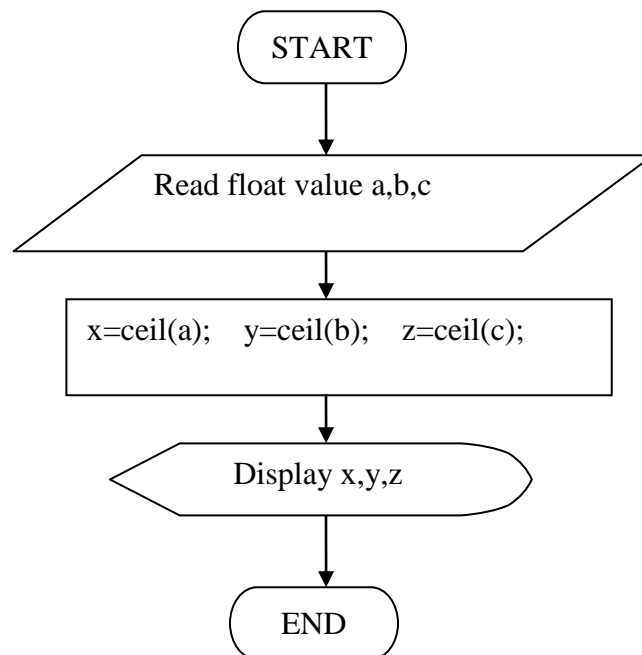 START
Read float value a,b,c
x=ceil(a); y=ceil(b); z=ceil(c);
Display x,y,z
END